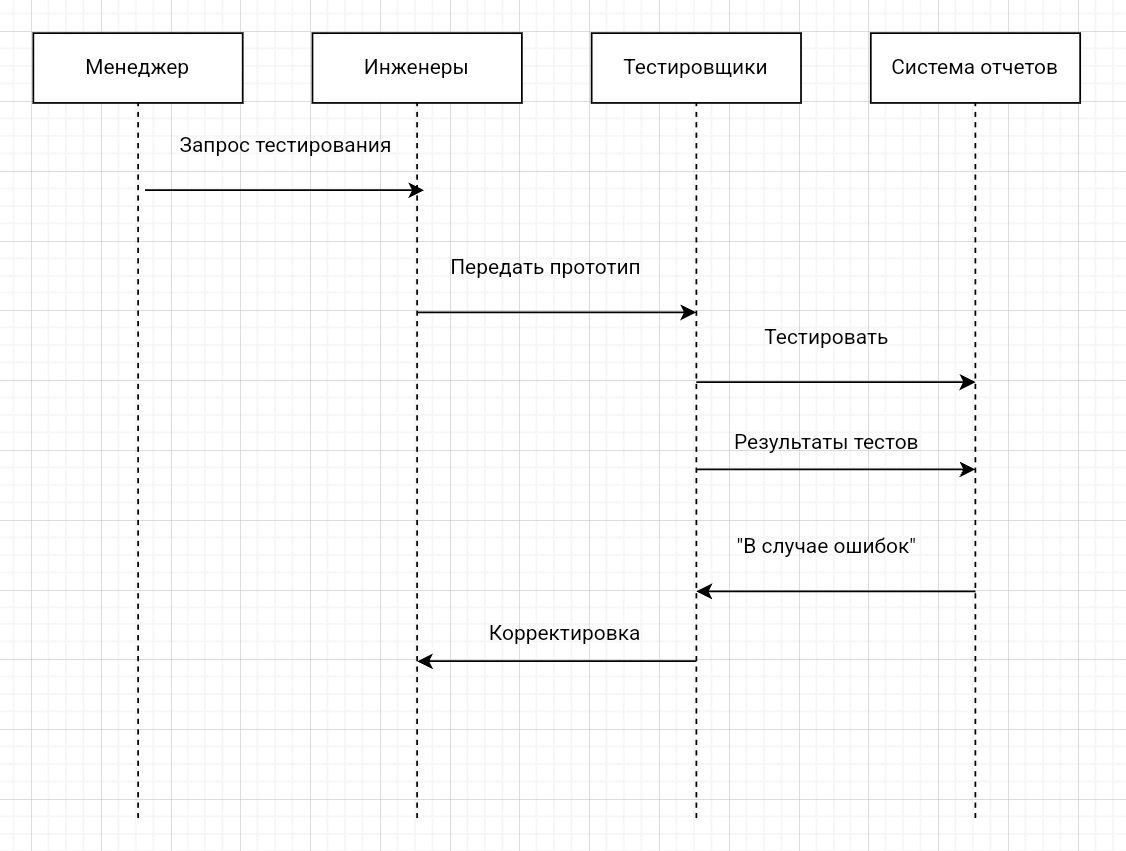 Менеджер
Инженеры
Тестировщики
Система отчетов
Запрос тестирования
Передать прототип
Тестировать
Результаты тестов
"В случае ошибок"
Корректировка